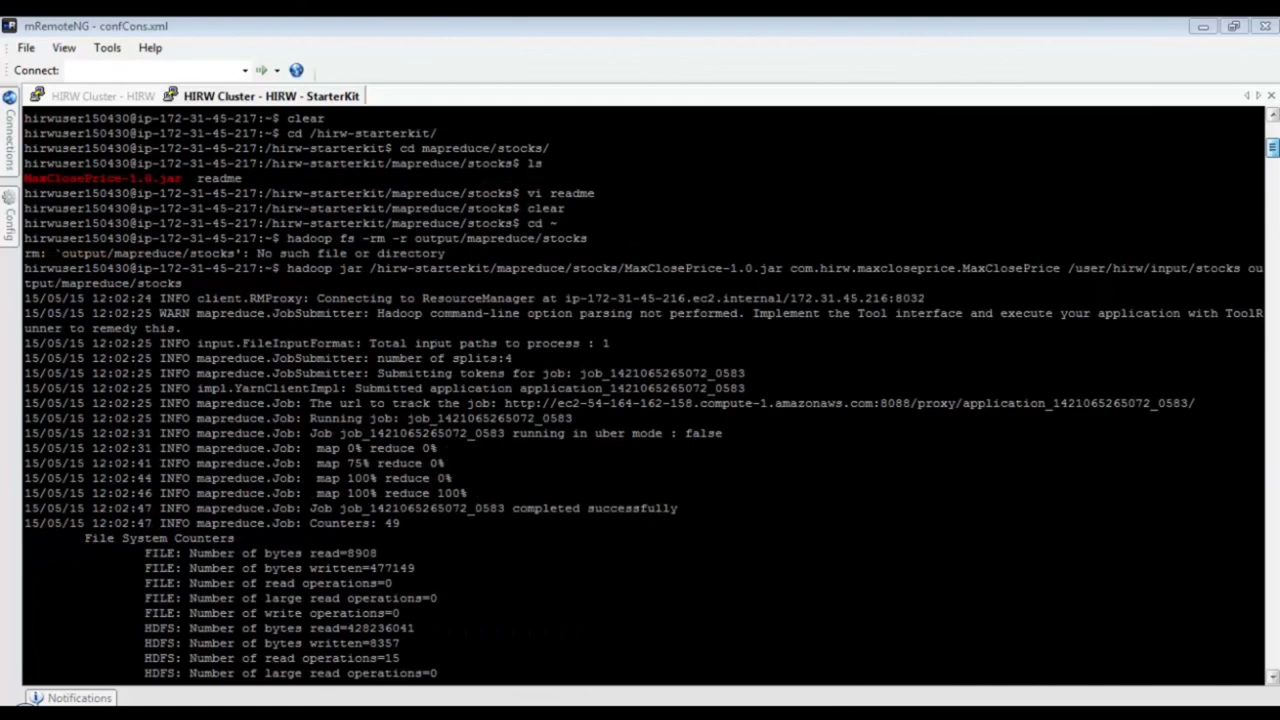 mRemoteNG - confCons.xml
File View Tools Help
Connect:
HIRW Cluster - HIRW HIRW Cluster - HIRW - StarterKit
Connections
Config
hirwuser150430@ip-172-31-45-217:~$ clear
hirwuser150430@ip-172-31-45-217:~$ cd /hirw-starterkit/
hirwuser150430@ip-172-31-45-217:/hirw-starterkit$ cd mapreduce/stocks/
hirwuser150430@ip-172-31-45-217:/hirw-starterkit/mapreduce/stocks$ ls
MaxClosePrice-1.0.jar readme
hirwuser150430@ip-172-31-45-217:/hirw-starterkit/mapreduce/stocks$ vi readme
hirwuser150430@ip-172-31-45-217:/hirw-starterkit/mapreduce/stocks$ clear
hirwuser150430@ip-172-31-45-217:/hirw-starterkit/mapreduce/stocks$ cd ~
hirwuser150430@ip-172-31-45-217:~$ hadoop fs -rm -r output/mapreduce/stocks
rm: `output/mapreduce/stocks': No such file or directory
hirwuser150430@ip-172-31-45-217:~$ hadoop jar /hirw-starterkit/mapreduce/stocks/MaxClosePrice-1.0.jar com.hirw.maxcloseprice.MaxClosePrice /user/hirw/input/stocks ou
tput/mapreduce/stocks
15/05/15 12:02:24 INFO client.RMProxy: Connecting to ResourceManager at ip-172-31-45-216.ec2.internal/172.31.45.216:8032
15/05/15 12:02:25 WARN mapreduce.JobSubmitter: Hadoop command-line option parsing not performed. Implement the Tool interface and execute your application with ToolR
unner to remedy this.
15/05/15 12:02:25 INFO input.FileInputFormat: Total input paths to process : 1
15/05/15 12:02:25 INFO mapreduce.JobSubmitter: number of splits:4
15/05/15 12:02:25 INFO mapreduce.JobSubmitter: Submitting tokens for job: job_1421065265072_0583
15/05/15 12:02:25 INFO impl.YarnClientImpl: Submitted application application_1421065265072_0583
15/05/15 12:02:25 INFO mapreduce.Job: The url to track the job: http://ec2-54-164-162-158.compute-1.amazonaws.com:8088/proxy/application_1421065265072_0583/
15/05/15 12:02:25 INFO mapreduce.Job: Running job: job_1421065265072_0583
15/05/15 12:02:31 INFO mapreduce.Job: Job job_1421065265072_0583 running in uber mode : false
15/05/15 12:02:31 INFO mapreduce.Job: map 0% reduce 0%
15/05/15 12:02:41 INFO mapreduce.Job: map 75% reduce 0%
15/05/15 12:02:44 INFO mapreduce.Job: map 100% reduce 0%
15/05/15 12:02:46 INFO mapreduce.Job: map 100% reduce 100%
15/05/15 12:02:47 INFO mapreduce.Job: Job job_1421065265072_0583 completed successfully
15/05/15 12:02:47 INFO mapreduce.Job: Counters: 49
File System Counters
FILE: Number of bytes read=8908
FILE: Number of bytes written=477149
FILE: Number of read operations=0
FILE: Number of large read operations=0
FILE: Number of write operations=0
HDFS: Number of bytes read=428236041
HDFS: Number of bytes written=8357
HDFS: Number of read operations=15
HDFS: Number of large read operations=0
Notifications